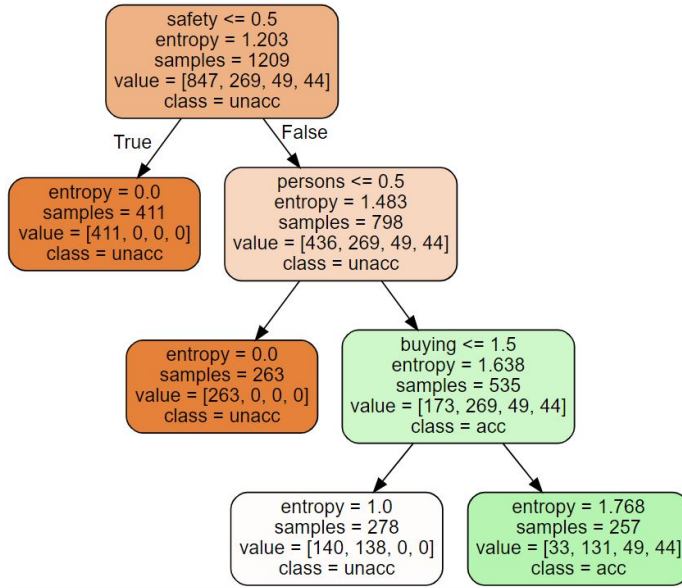 safety <= 0.5
entropy = 1.203
samples = 1209
value = [847, 269, 49, 44]
class = unacc
True
False
entropy = 0.0
samples = 411
value = [411, 0, 0, 0]
class = unacc
persons <= 0.5
entropy = 1.483
samples = 798
value = [436, 269, 49, 44]
class = unacc
entropy = 0.0
samples = 263
value = [263, 0, 0, 0]
class = unacc
buying <= 1.5
entropy = 1.638
samples = 535
value = [173, 269, 49, 44]
class = acc
entropy = 1.0
samples = 278
value = [140, 138, 0, 0]
class = unacc
entropy = 1.768
samples = 257
value = [33, 131, 49, 44]
class = acc